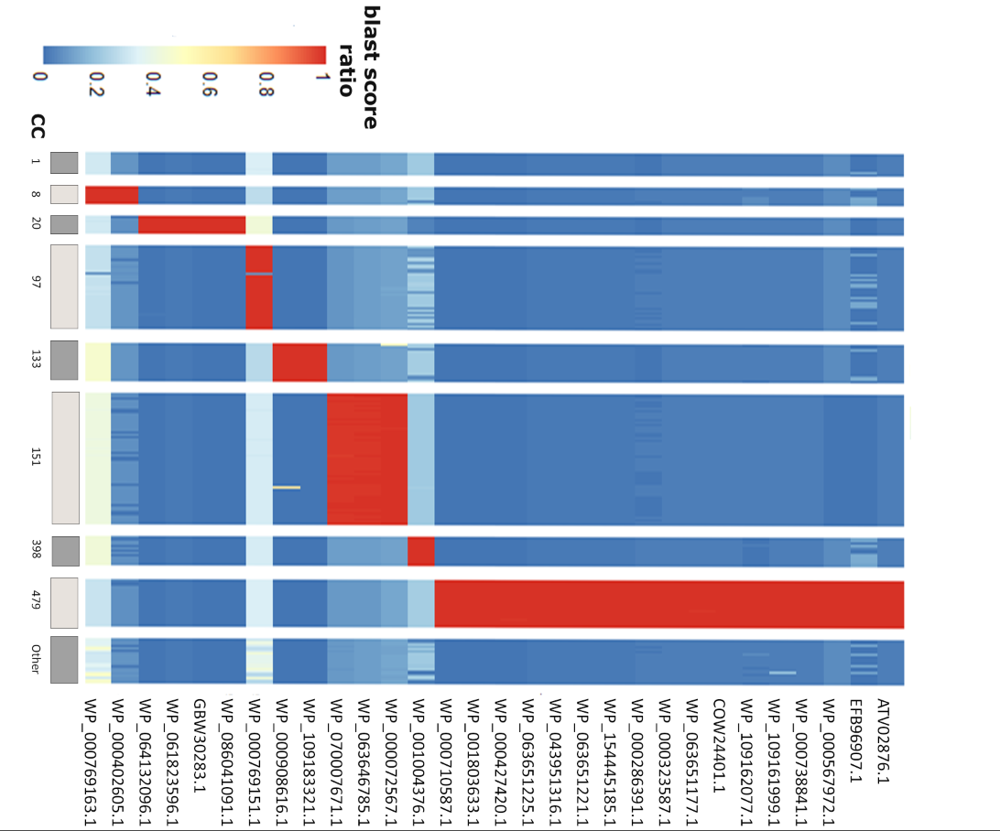 blast score
ratio
0
0.2
0.4
0.6
0.8
1
CC
1
8
20
97
133
151
398
479
Other
WP_000769163.1
WP_000402605.1
WP_064132096.1
WP_061823596.1
GBW30283.1
WP_086041091.1
WP_000769151.1
WP_000908616.1
WP_109183321.1
WP_070007671.1
WP_063646785.1
WP_000072567.1
WP_001004376.1
WP_000710587.1
WP_001803633.1
WP_000427420.1
WP_063651225.1
WP_043951316.1
WP_063651221.1
WP_154445185.1
WP_000286391.1
WP_000323587.1
WP_063651177.1
COW24401.1
WP_109162077.1
WP_109161999.1
WP_000738841.1
WP_000567972.1
EFB96907.1
ATV02876.1